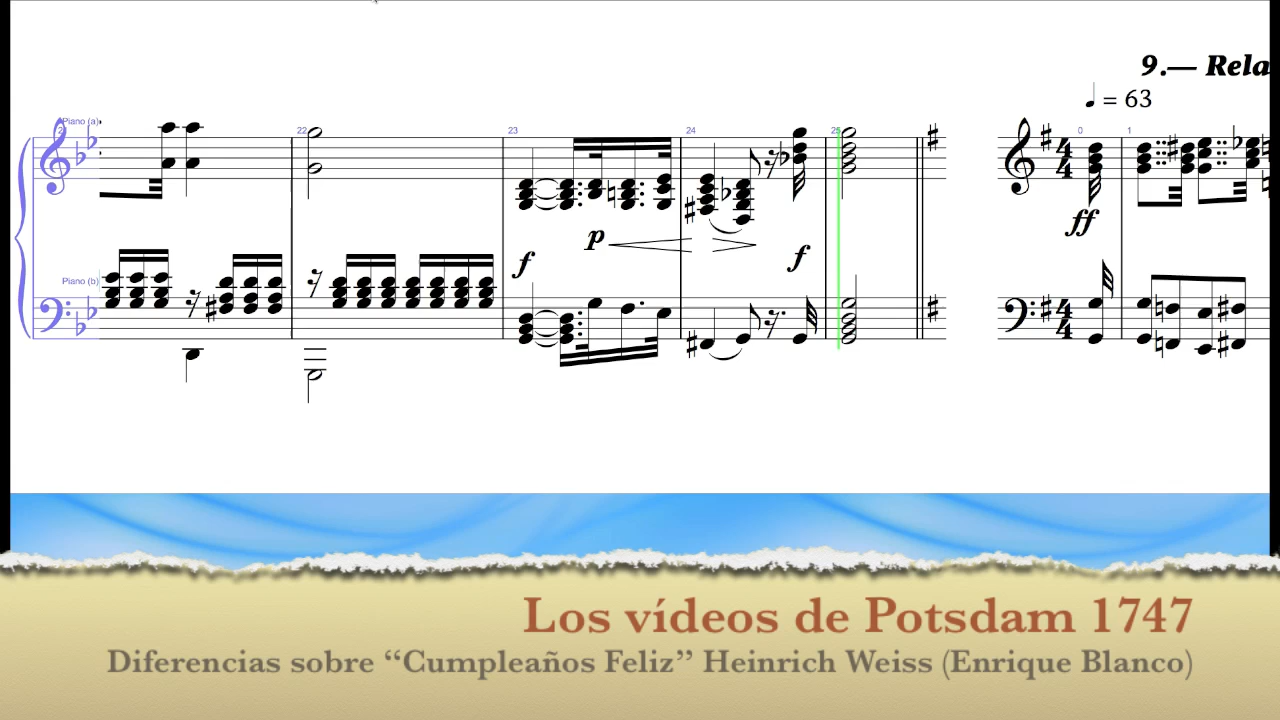 9.— Rela
♩ = 63
Piano (a)
22
23
24
25
0
1
p
f
f
ff
Piano (b)
Los vídeos de Potsdam 1747
Diferencias sobre “Cumpleaños Feliz” Heinrich Weiss (Enrique Blanco)